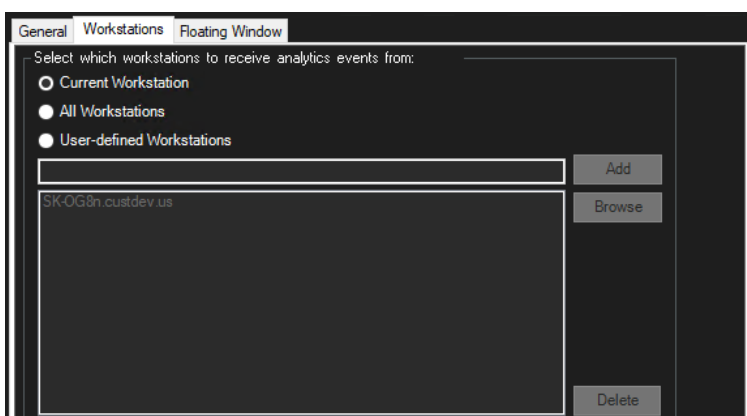 General Workstations Floating Window
Select which workstations to receive analytics events from:
Current Workstation
All Workstations
User-defined Workstations
Add
SK-OG8n.custdev.us
Browse
Delete